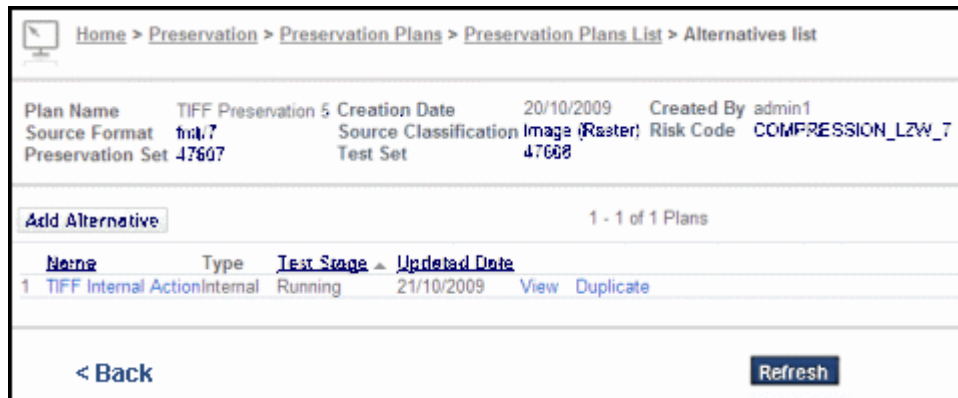 Home > Preservation > Preservation Plans > Preservation Plans List > Alternatives list
Plan Name TIFF Preservation 5 Creation Date 20/10/2009 Created By admin1
Source Format fmt/7 Source Classification Image (Raster) Risk Code COMPRESSION_LZW_7
Preservation Set 47607 Test Set 47608
Add Alternative 1 - 1 of 1 Plans
Name Type Test Stage Updated Date
1 TIFF Internal Action Internal Running 21/10/2009 View Duplicate
< Back Refresh